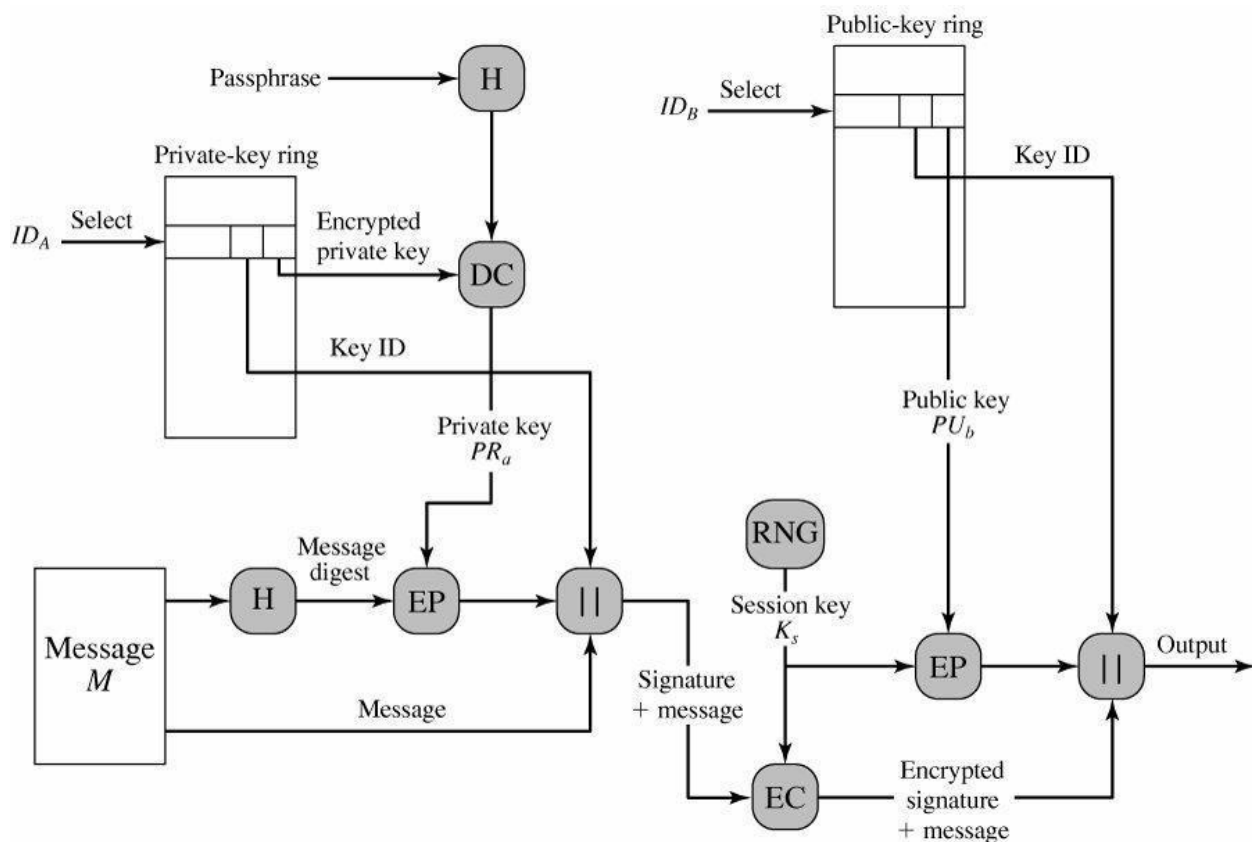 Public-key ring
Passphrase
H
ID_B
Select
Private-key ring
Key ID
ID_A
Select
Encrypted
private key
DC
Key ID
Private key
PR_a
Public key
PU_b
RNG
Message
digest
H
EP
||
Session key
K_s
Message
M
EP
||
Output
Message
Signature
+ message
EC
Encrypted
signature
+ message